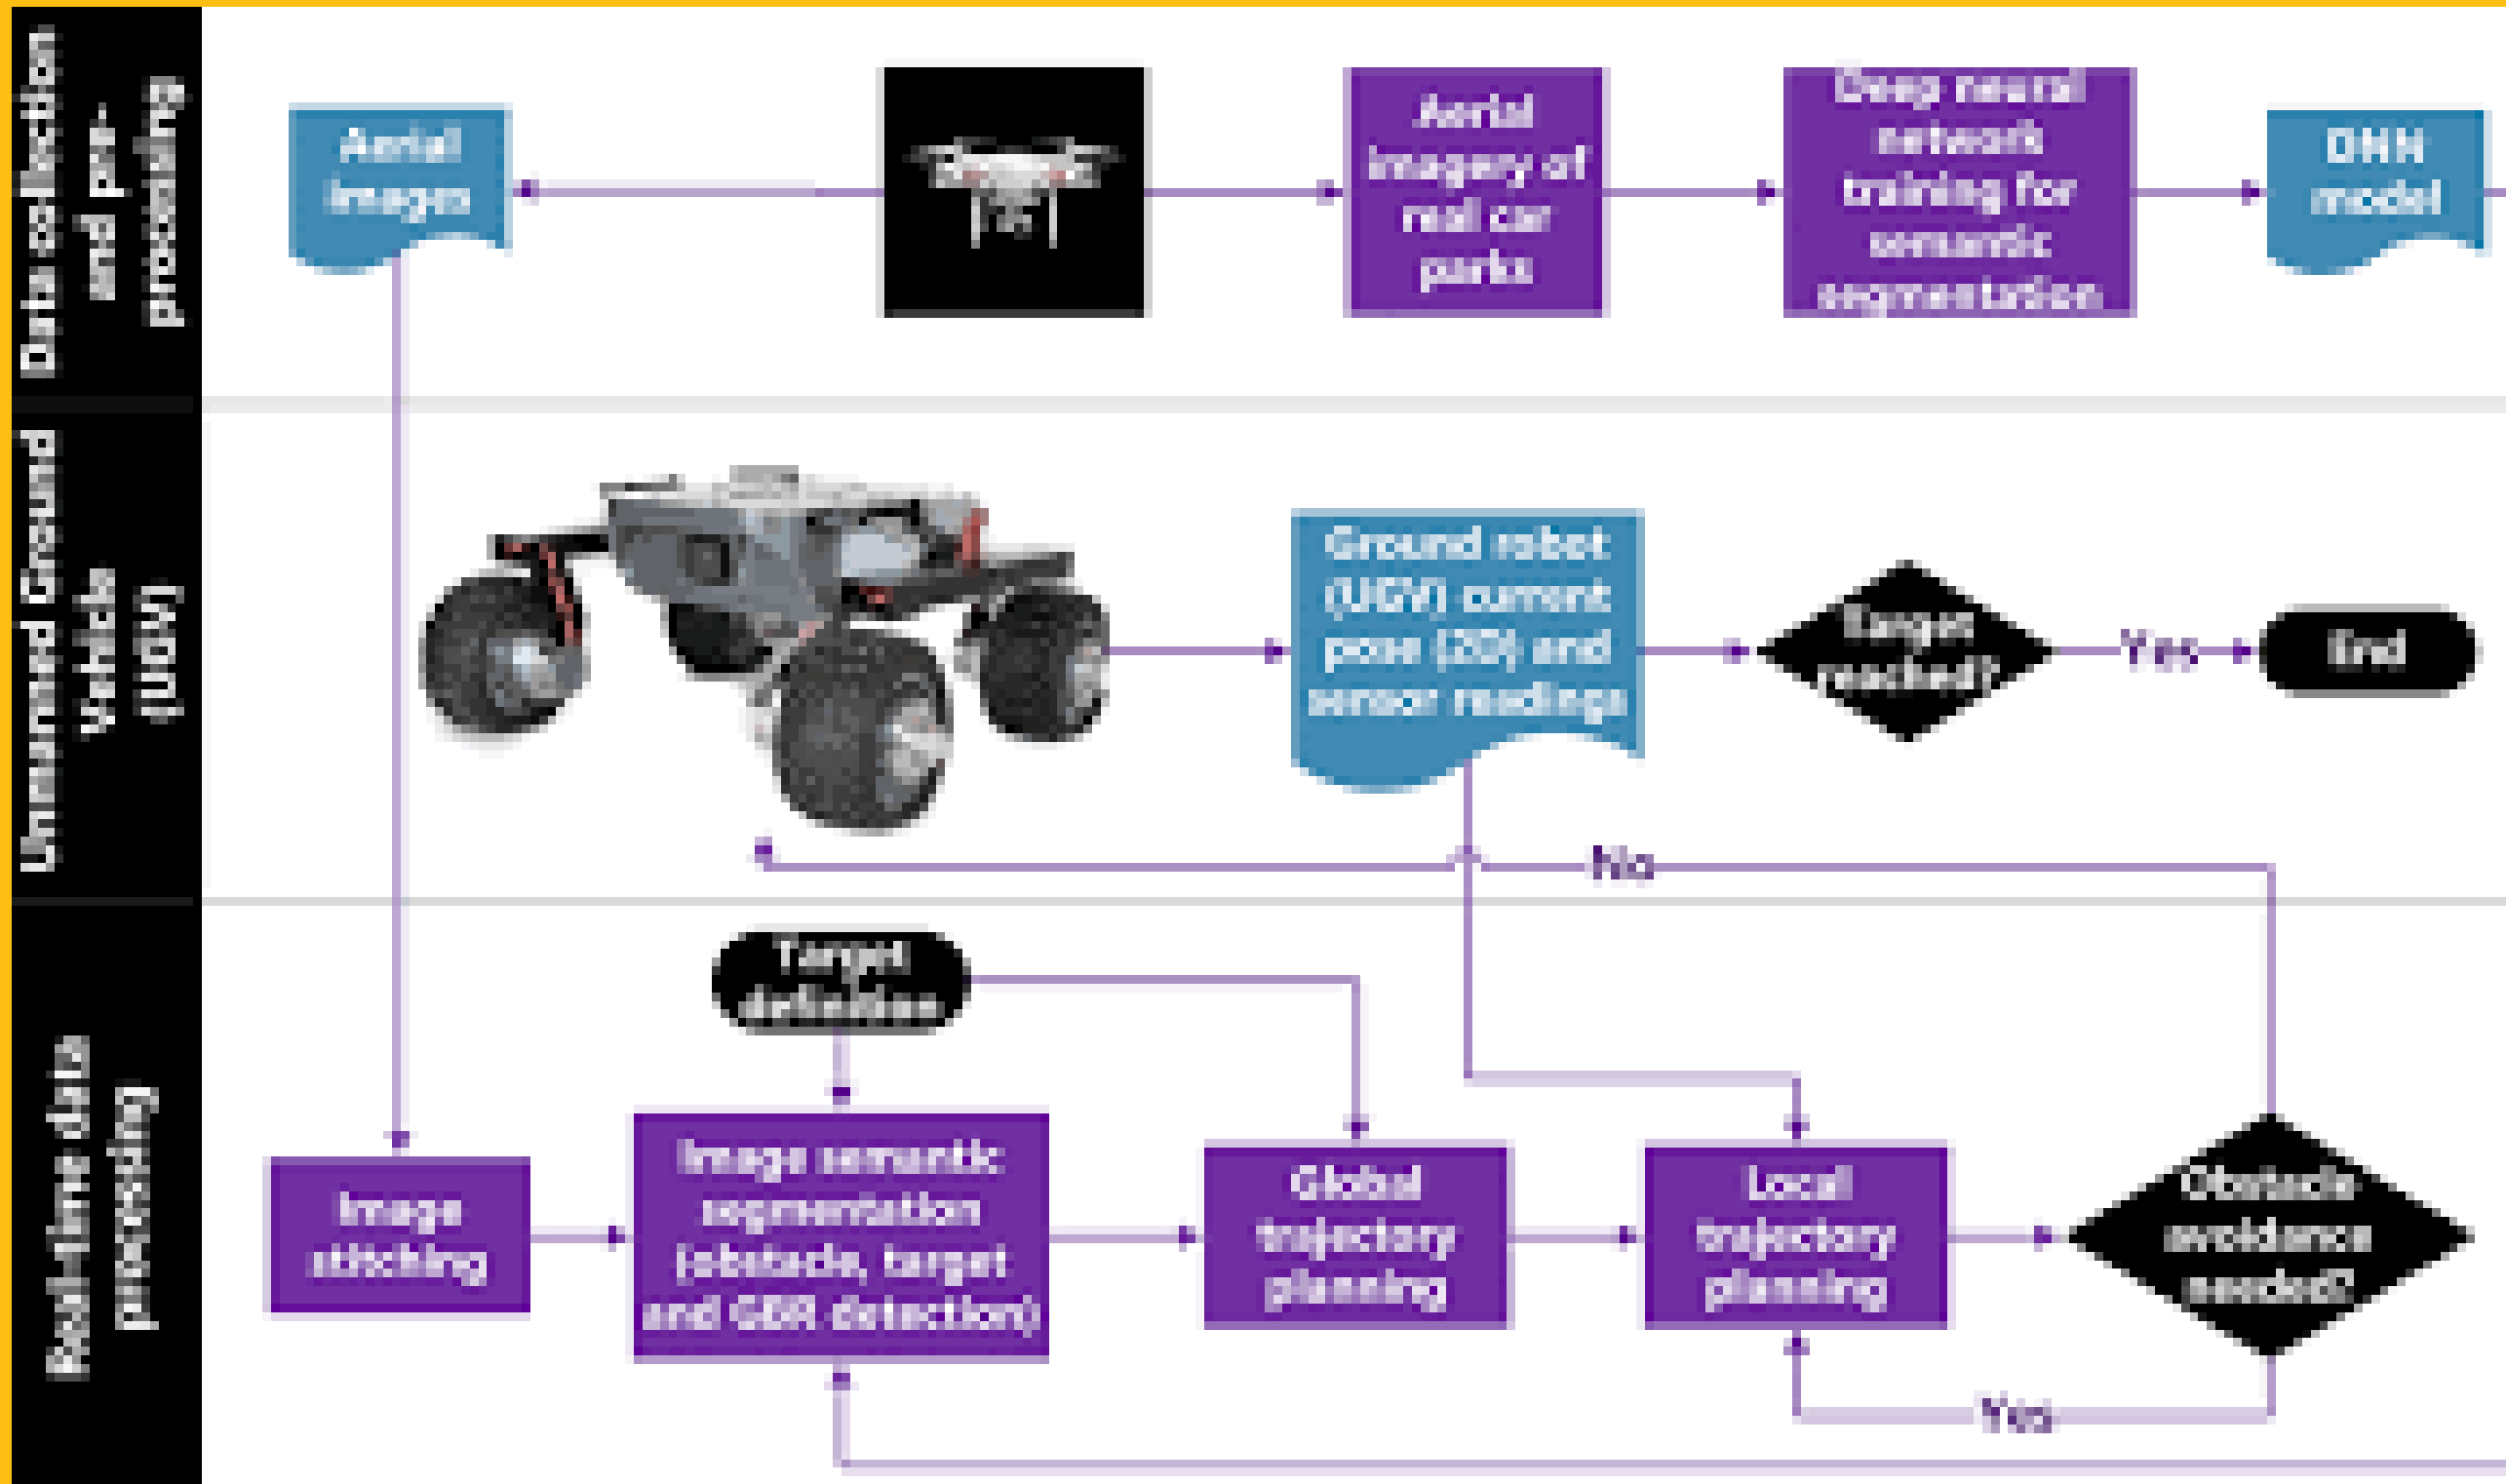 Data collection
and pre-
processing
Aerial
images
Aerial
imagery of
real car
parks
Deep neural
network
training for
semantic
segmentation
DNN
model
Unmanned Ground
Vehicle
(UGV)
Ground robot
(UGV) current
pose (2D) and
sensor readings
Target
reached?
Yes
End
No
Real-time data
processing
Target
definition
Image
stitching
Image semantic
segmentation
(obstacle, target
and detection)
Global
trajectory
planning
Local
trajectory
planning
Obstacle
avoidance
needed?
Yes